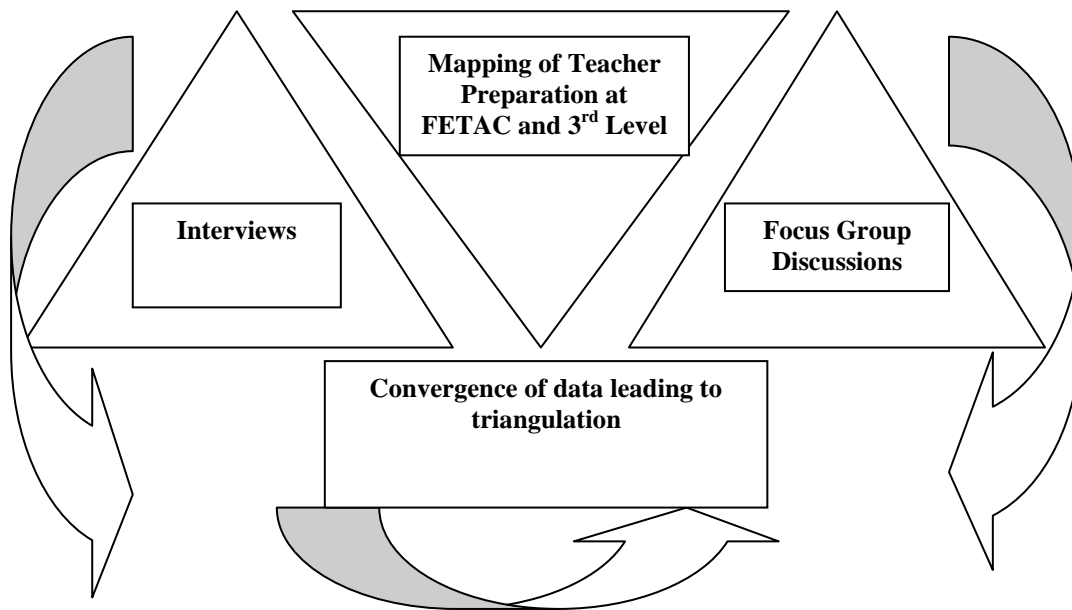 Mapping of Teacher
Preparation at
FETAC and 3rd Level
Interviews
Focus Group
Discussions
Convergence of data leading to
triangulation